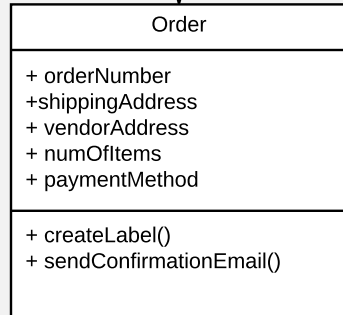 Order
+ orderNumber
+shippingAddress
+ vendorAddress
+ numOfItems
+ paymentMethod
+ createLabel()
+ sendConfirmationEmail()